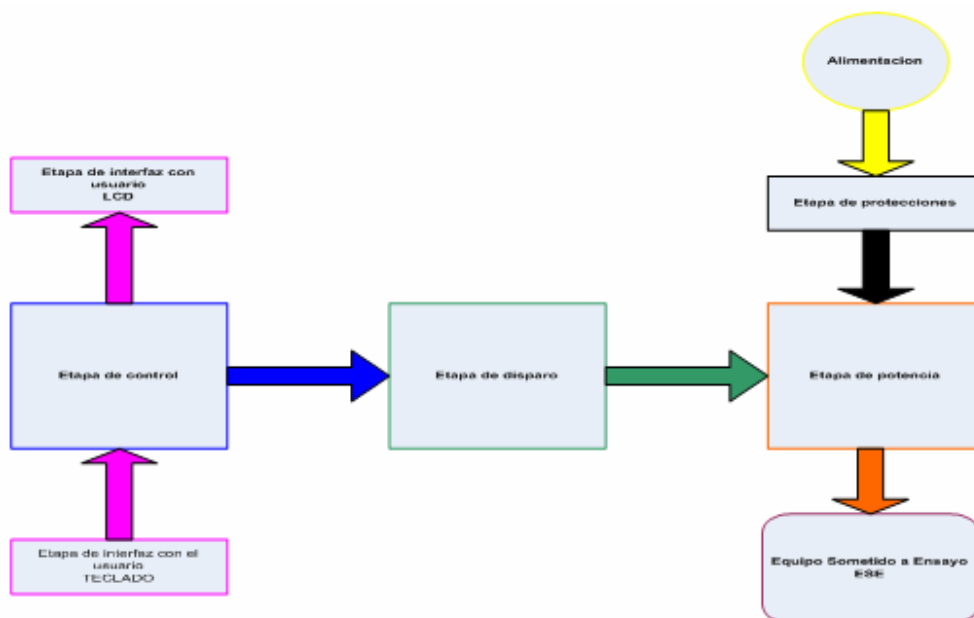 Alimentacion
Etapa de interfaz con
usuario
LCD
Etapa de protecciones
Etapa de control
Etapa de disparo
Etapa de potencia
Etapa de interfaz con el
usuario
TECLADO
Equipo Sometido a Ensayo
ESE